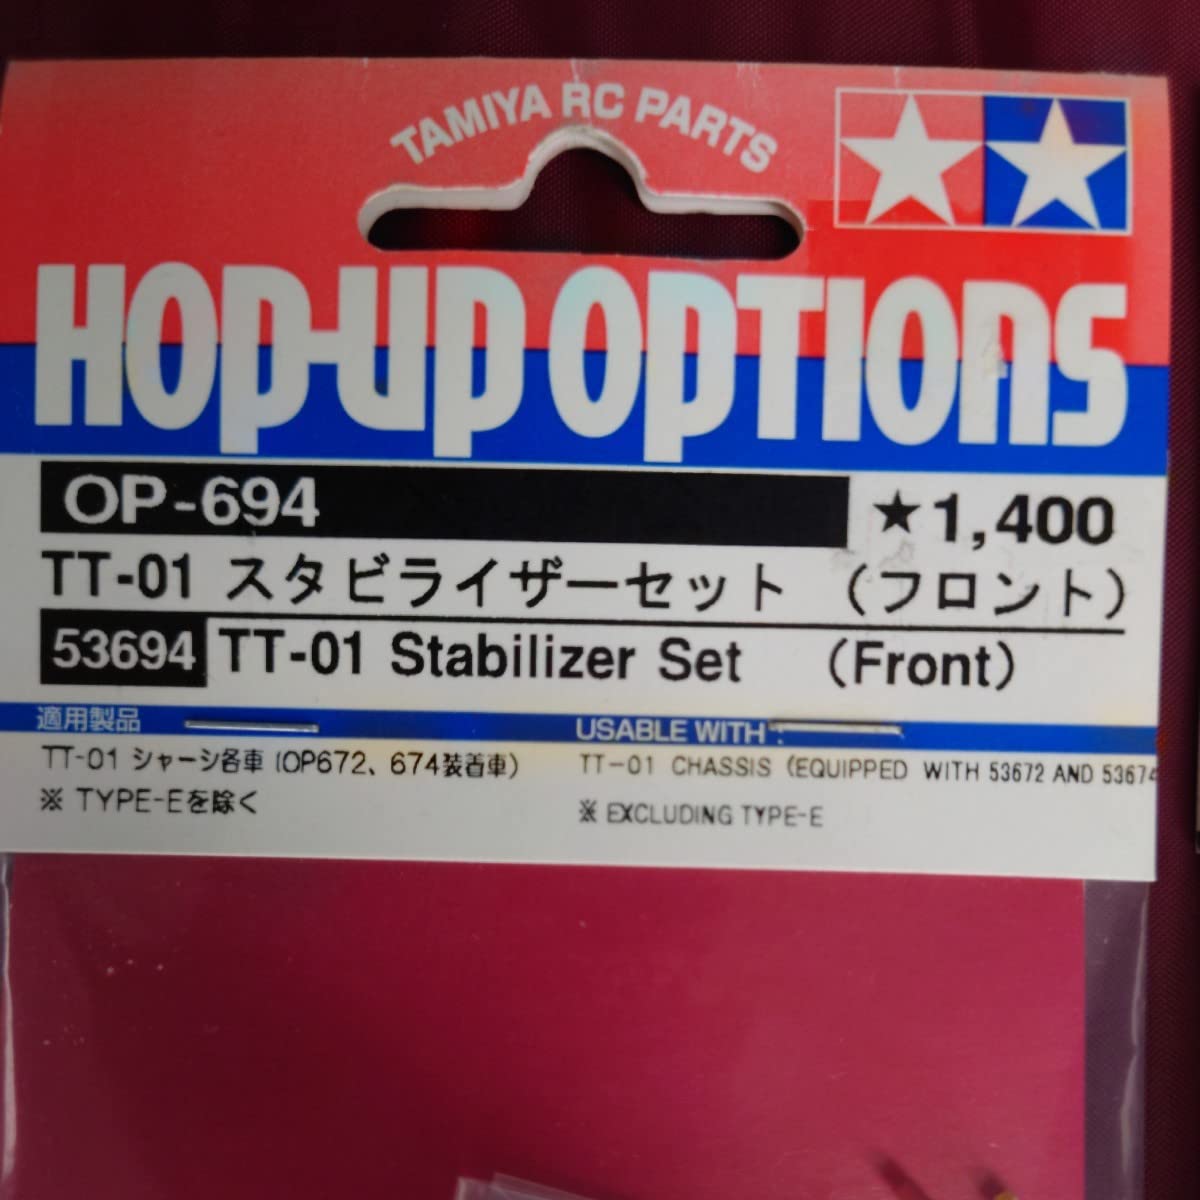 TAMIYA RC PARTS
HOP-UP OPTIONS
OP-694 ★1,400
TT-01 スタビライザーセット (フロント)
53694 TT-01 Stabilizer Set (Front)
適用製品
TT-01 シャーシ各車 (OP672、674装着車)
※ TYPE-Eを除く
USABLE WITH :
TT-01 CHASSIS (EQUIPPED WITH 53672 AND 53674
※ EXCLUDING TYPE-E